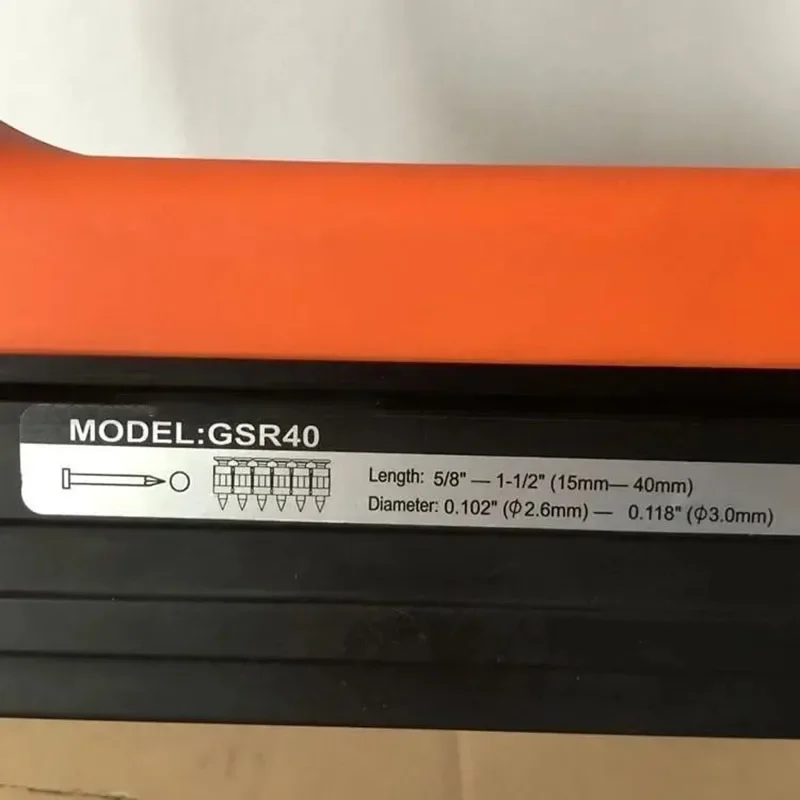 MODEL:GSR40
Length: 5/8" — 1-1/2" (15mm— 40mm)
Diameter: 0.102" (Φ2.6mm) — 0.118" (Φ3.0mm)